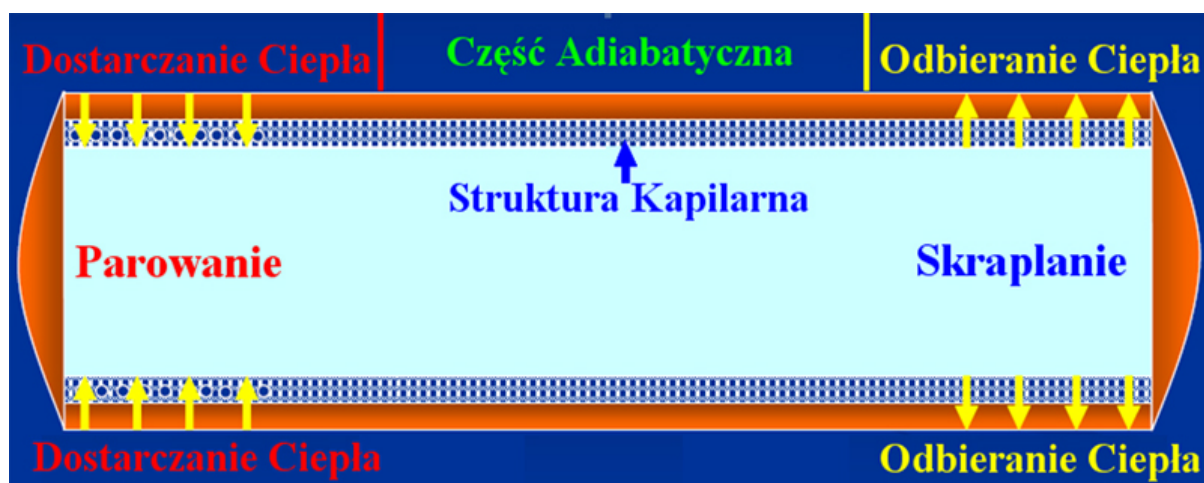 Dostarczanie Ciepła
Część Adiabatyczna
Odbieranie Ciepła
Struktura Kapilarna
Parowanie
Skraplanie
Dostarczanie Ciepła
Odbieranie Ciepła